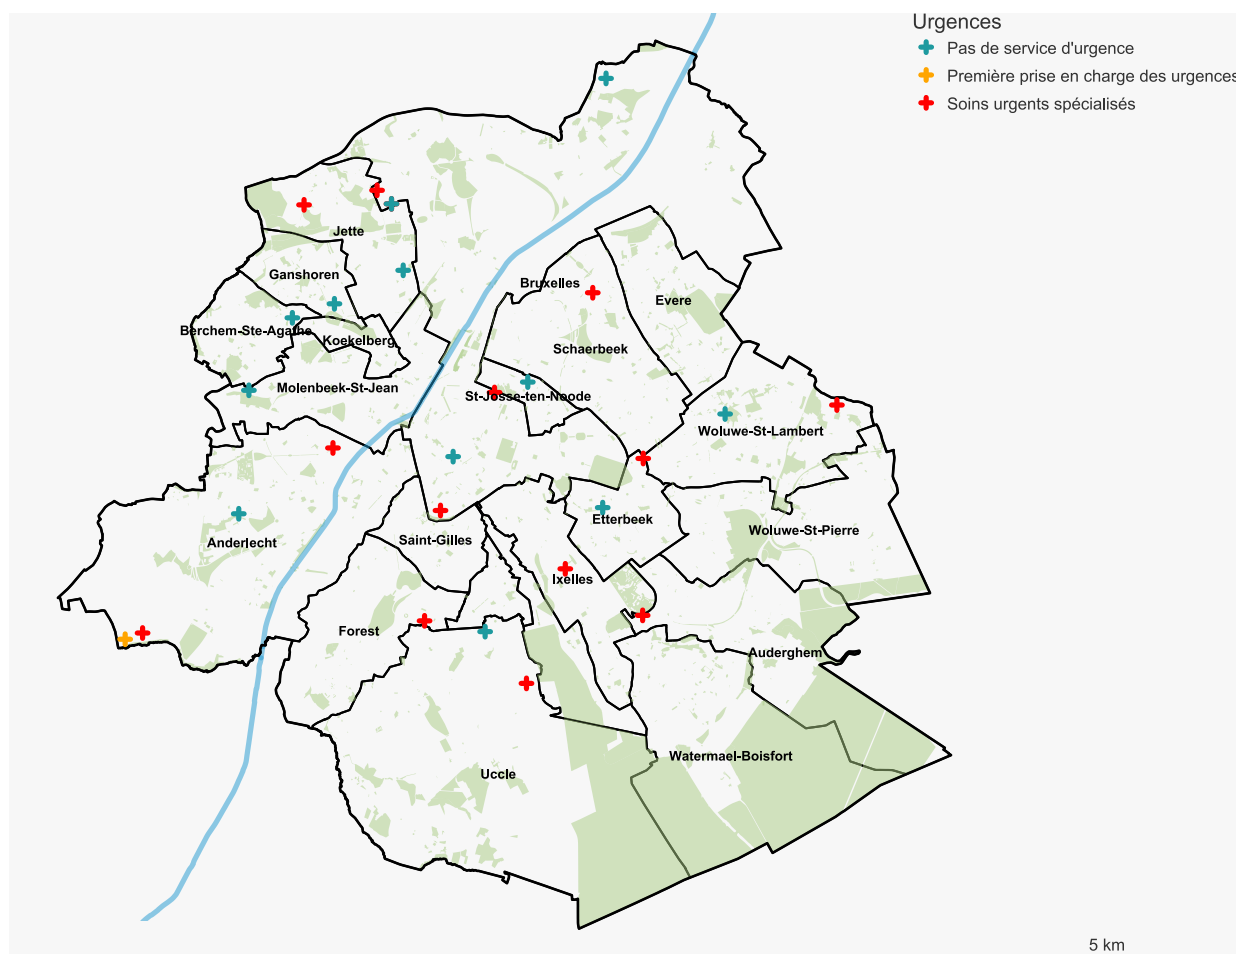 Urgences
Pas de service d'urgence
Première prise en charge des urgences
Soins urgents spécialisés
Jette
Ganshoren
Bruxelles
Evere
Berchem-Ste-Agathe
Koekelberg
Schaerbeek
Molenbeek-St-Jean
St-Josse-ten-Noode
Woluwe-St-Lambert
Etterbeek
Woluwe-St-Pierre
Anderlecht
Saint-Gilles
Ixelles
Forest
Auderghem
Watermael-Boisfort
Uccle
5 km